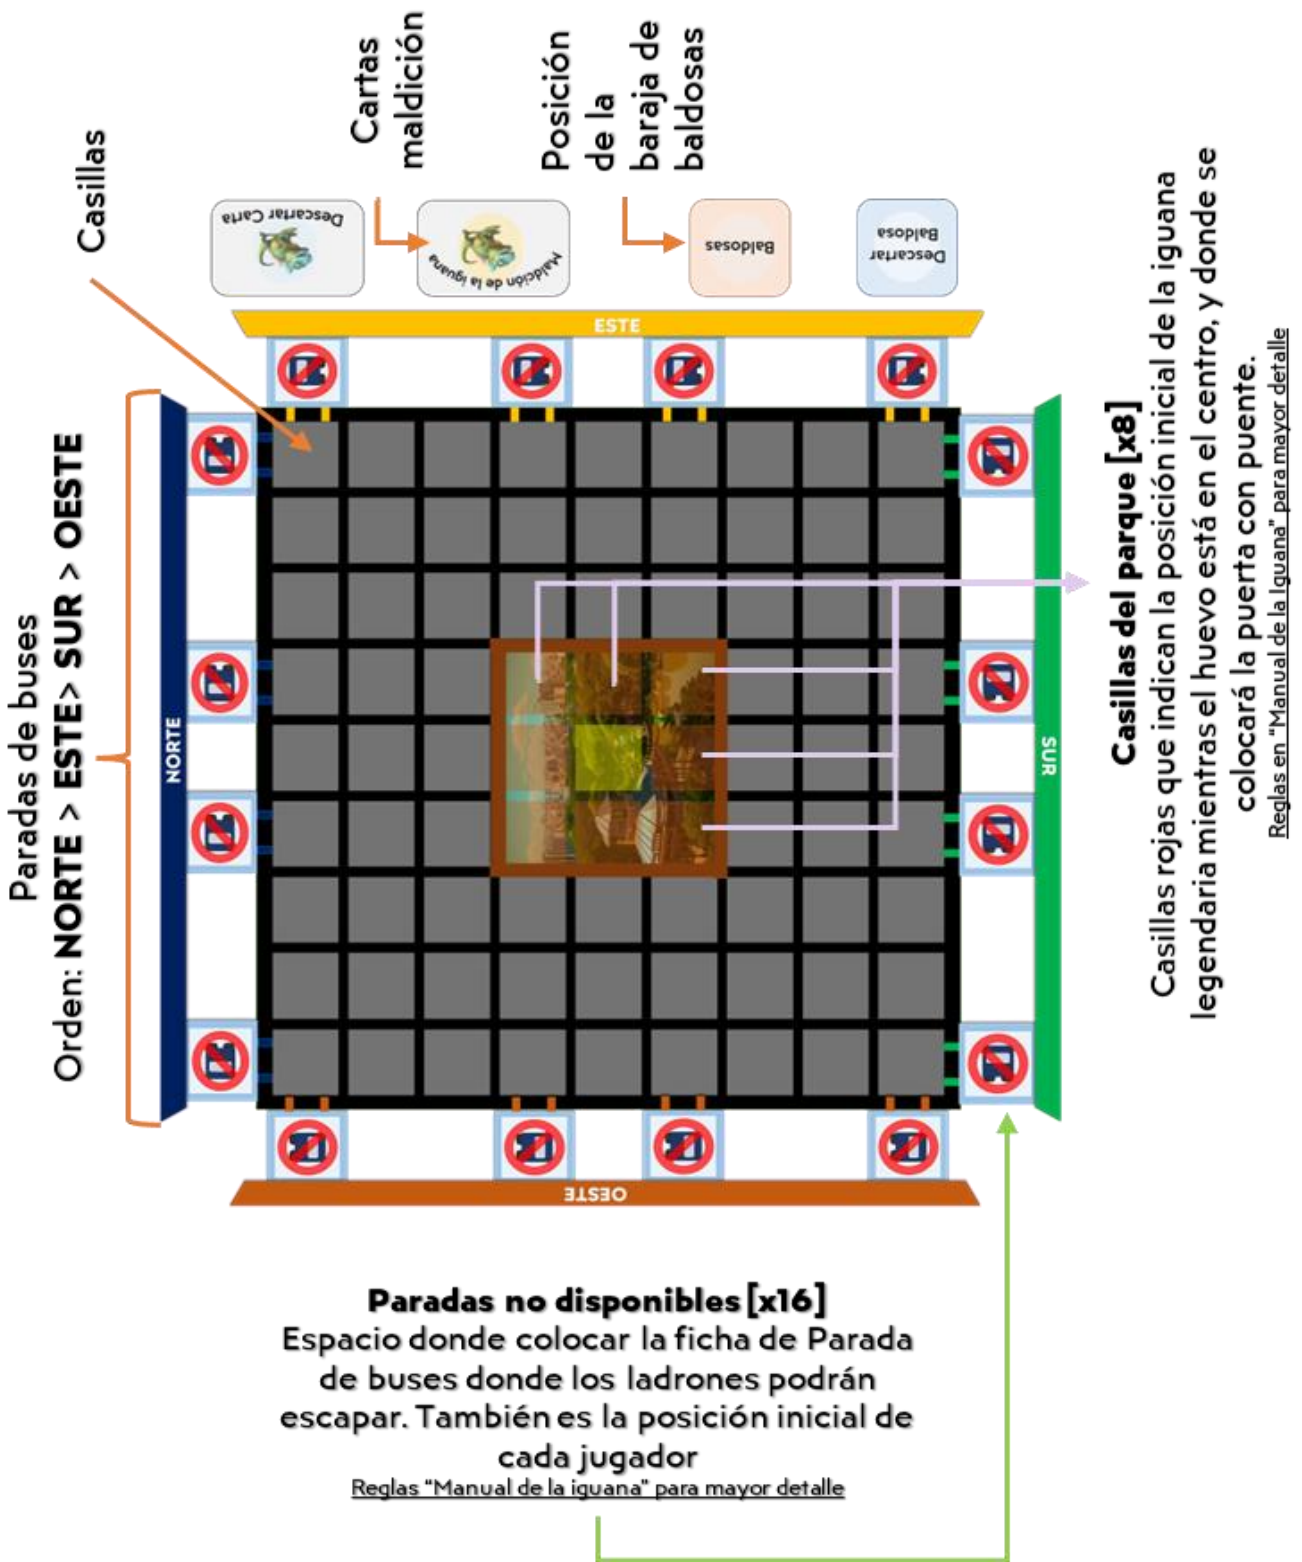 Paradas de buses
Orden: NORTE > ESTE> SUR > OESTE
Casillas
Cartas
maldición
Posición
de la
baraja de
baldosas
Descartar Carta
Maldición de la iguana
Baldosas
Descartar
Baldosa
NORTE
ESTE
SUR
OESTE
Casillas del parque [x8]
Casillas rojas que indican la posición inicial de la iguana
legendaria mientras el huevo está en el centro, y donde se
colocará la puerta con puente.
Reglas en "Manual de la Iguana" para mayor detalle
Paradas no disponibles [x16]
Espacio donde colocar la ficha de Parada
de buses donde los ladrones podrán
escapar. También es la posición inicial de
cada jugador
Reglas "Manual de la iguana" para mayor detalle